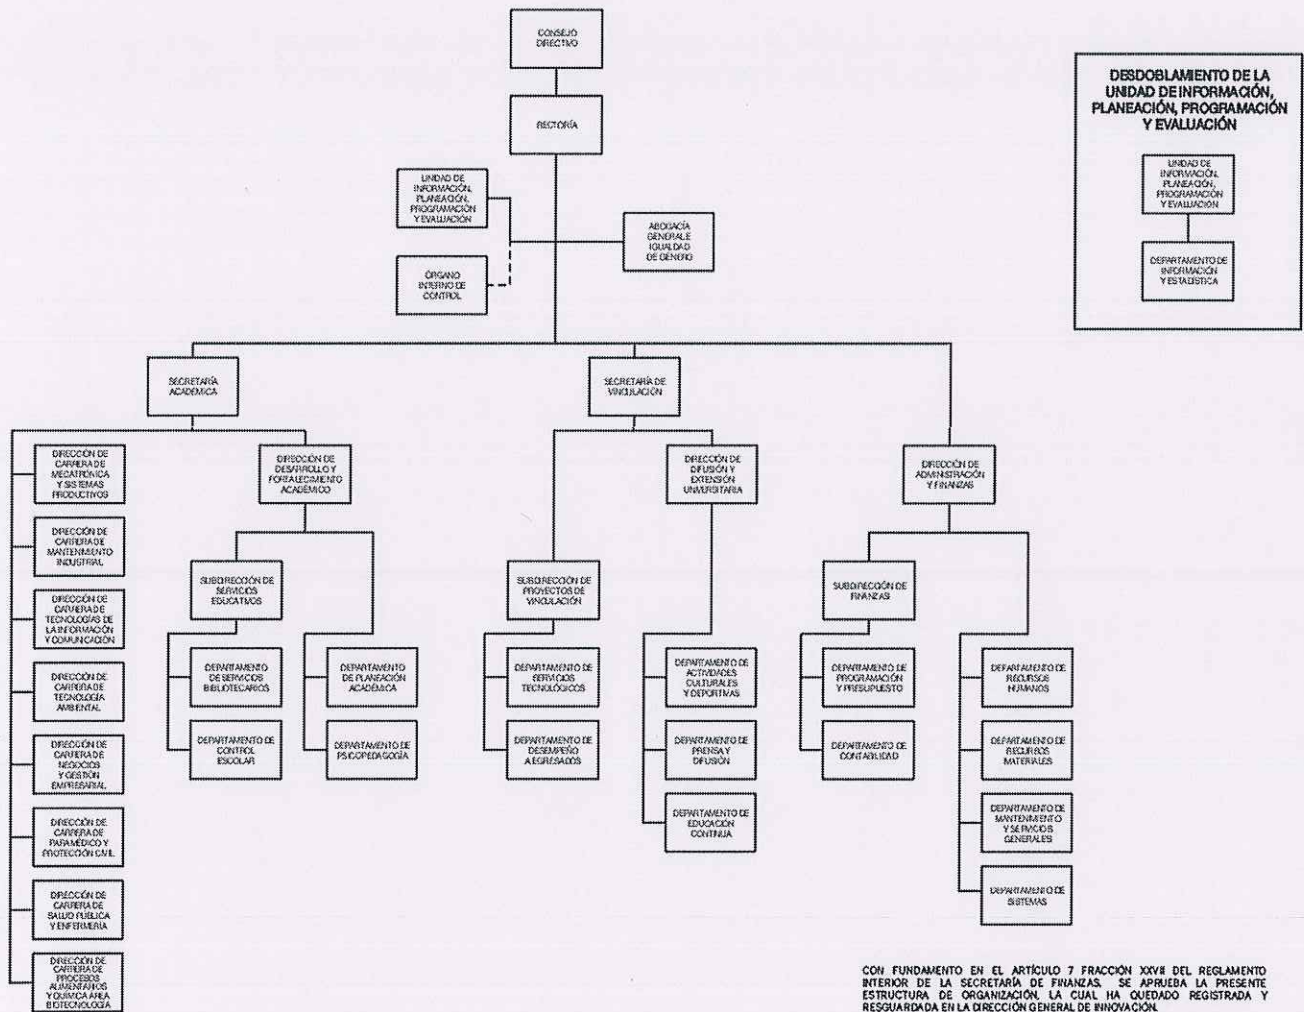 CONSEJO
DIRECTIVO
RECTORÍA
UNIDAD DE
INFORMACIÓN,
PLANEACIÓN,
PROGRAMACIÓN
Y EVALUACIÓN
ABOGACÍA
GENERAL E
IGUALDAD
DE GÉNERO
ÓRGANO
INTERNO DE
CONTROL
DESDOBLAMIENTO DE LA
UNIDAD DE INFORMACIÓN,
PLANEACIÓN, PROGRAMACIÓN
Y EVALUACIÓN
UNIDAD DE
INFORMACIÓN,
PLANEACIÓN,
PROGRAMACIÓN
Y EVALUACIÓN
DEPARTAMENTO DE
INFORMACIÓN
Y ESTADÍSTICA
SECRETARÍA
ACADÉMICA
SECRETARÍA DE
VINCULACIÓN
DIRECCIÓN DE
CARRERA DE
MECATRÓNICA
Y SISTEMAS
PRODUCTIVOS
DIRECCIÓN DE
DESARROLLO Y
FORTALECIMIENTO
ACADÉMICO
DIRECCIÓN DE
DIFUSIÓN Y
EXTENSIÓN
UNIVERSITARIA
DIRECCIÓN DE
ADMINISTRACIÓN
Y FINANZAS
DIRECCIÓN DE
CARRERA DE
MANTENIMIENTO
INDUSTRIAL
SUBDIRECCIÓN DE
SERVICIOS
EDUCATIVOS
SUBDIRECCIÓN DE
PROYECTOS DE
VINCULACIÓN
SUBDIRECCIÓN DE
FINANZAS
DIRECCIÓN DE
CARRERA DE
TECNOLOGÍAS DE
LA INFORMACIÓN
Y COMUNICACIÓN
DIRECCIÓN DE
CARRERA DE
TECNOLOGÍA
AMBIENTAL
DEPARTAMENTO
DE SERVICIOS
BIBLIOTECARIOS
DEPARTAMENTO
DE PLANEACIÓN
ACADÉMICA
DEPARTAMENTO DE
SERVICIOS
TECNOLÓGICOS
DEPARTAMENTO DE
ACTIVIDADES
CULTURALES
Y DEPORTIVAS
DEPARTAMENTO DE
PROGRAMACIÓN
Y PRESUPUESTO
DEPARTAMENTO DE
RECURSOS
HUMANOS
DIRECCIÓN DE
CARRERA DE
NEGOCIOS
Y GESTIÓN
EMPRESARIAL
DEPARTAMENTO DE
CONTROL
ESCOLAR
DEPARTAMENTO DE
PSICOPEDAGOGÍA
DEPARTAMENTO DE
DESEMPEÑO
A EGRESADOS
DEPARTAMENTO DE
PRENSA Y
DIFUSIÓN
DEPARTAMENTO DE
CONTABILIDAD
DEPARTAMENTO DE
RECURSOS
MATERIALES
DIRECCIÓN DE
CARRERA DE
PARAMÉDICO Y
PROTECCIÓN CIVIL
DEPARTAMENTO DE
EDUCACIÓN
CONTINUA
DEPARTAMENTO DE
MANTENIMIENTO
Y SERVICIOS
GENERALES
DIRECCIÓN DE
CARRERA DE
SALUD PÚBLICA
Y ENFERMERÍA
DEPARTAMENTO DE
SISTEMAS
DIRECCIÓN DE
CARRERA DE
PROCESOS
ALIMENTARIOS
Y QUÍMICA ÁREA
BIOTECNOLOGÍA
CON FUNDAMENTO EN EL ARTÍCULO 7 FRACCIÓN XXVII DEL REGLAMENTO
INTERIOR DE LA SECRETARÍA DE FINANZAS. SE APRUEBA LA PRESENTE
ESTRUCTURA DE ORGANIZACIÓN, LA CUAL HA QUEDADO REGISTRADA Y
RESGUARDADA EN LA DIRECCIÓN GENERAL DE INNOVACIÓN.